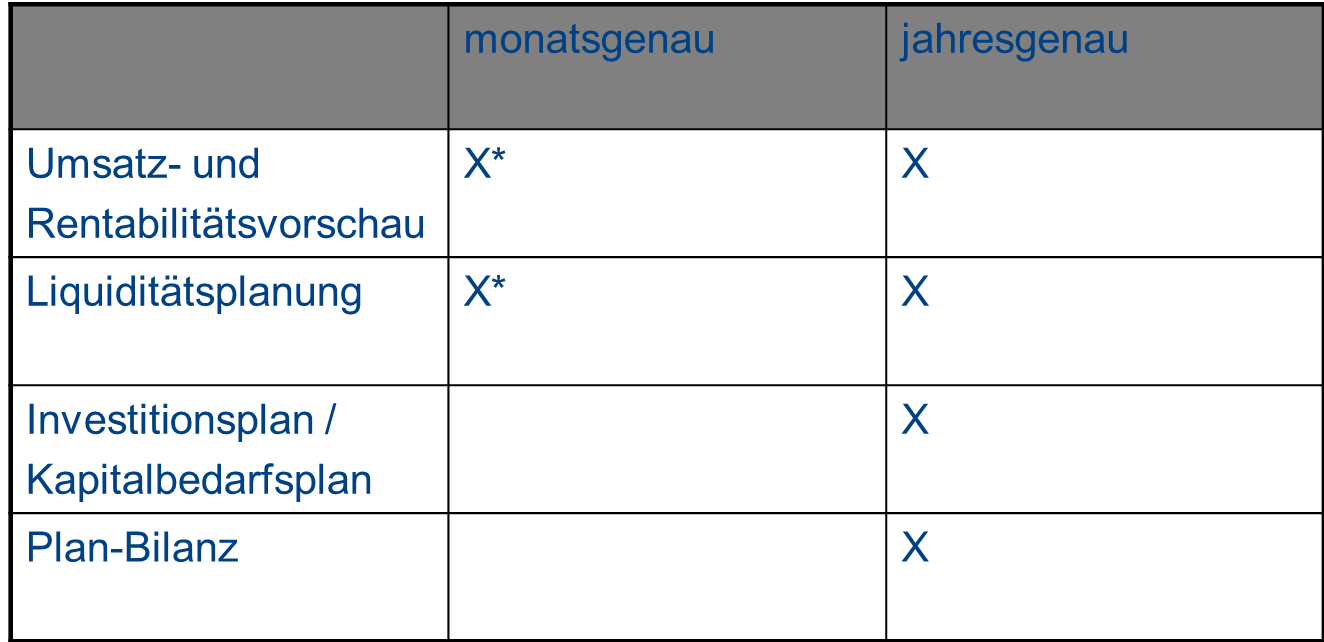 monatsgenau jahresgenau
Umsatz- und X* X
Rentabilitätsvorschau
Liquiditätsplanung X* X
Investitionsplan / X
Kapitalbedarfsplan
Plan-Bilanz X